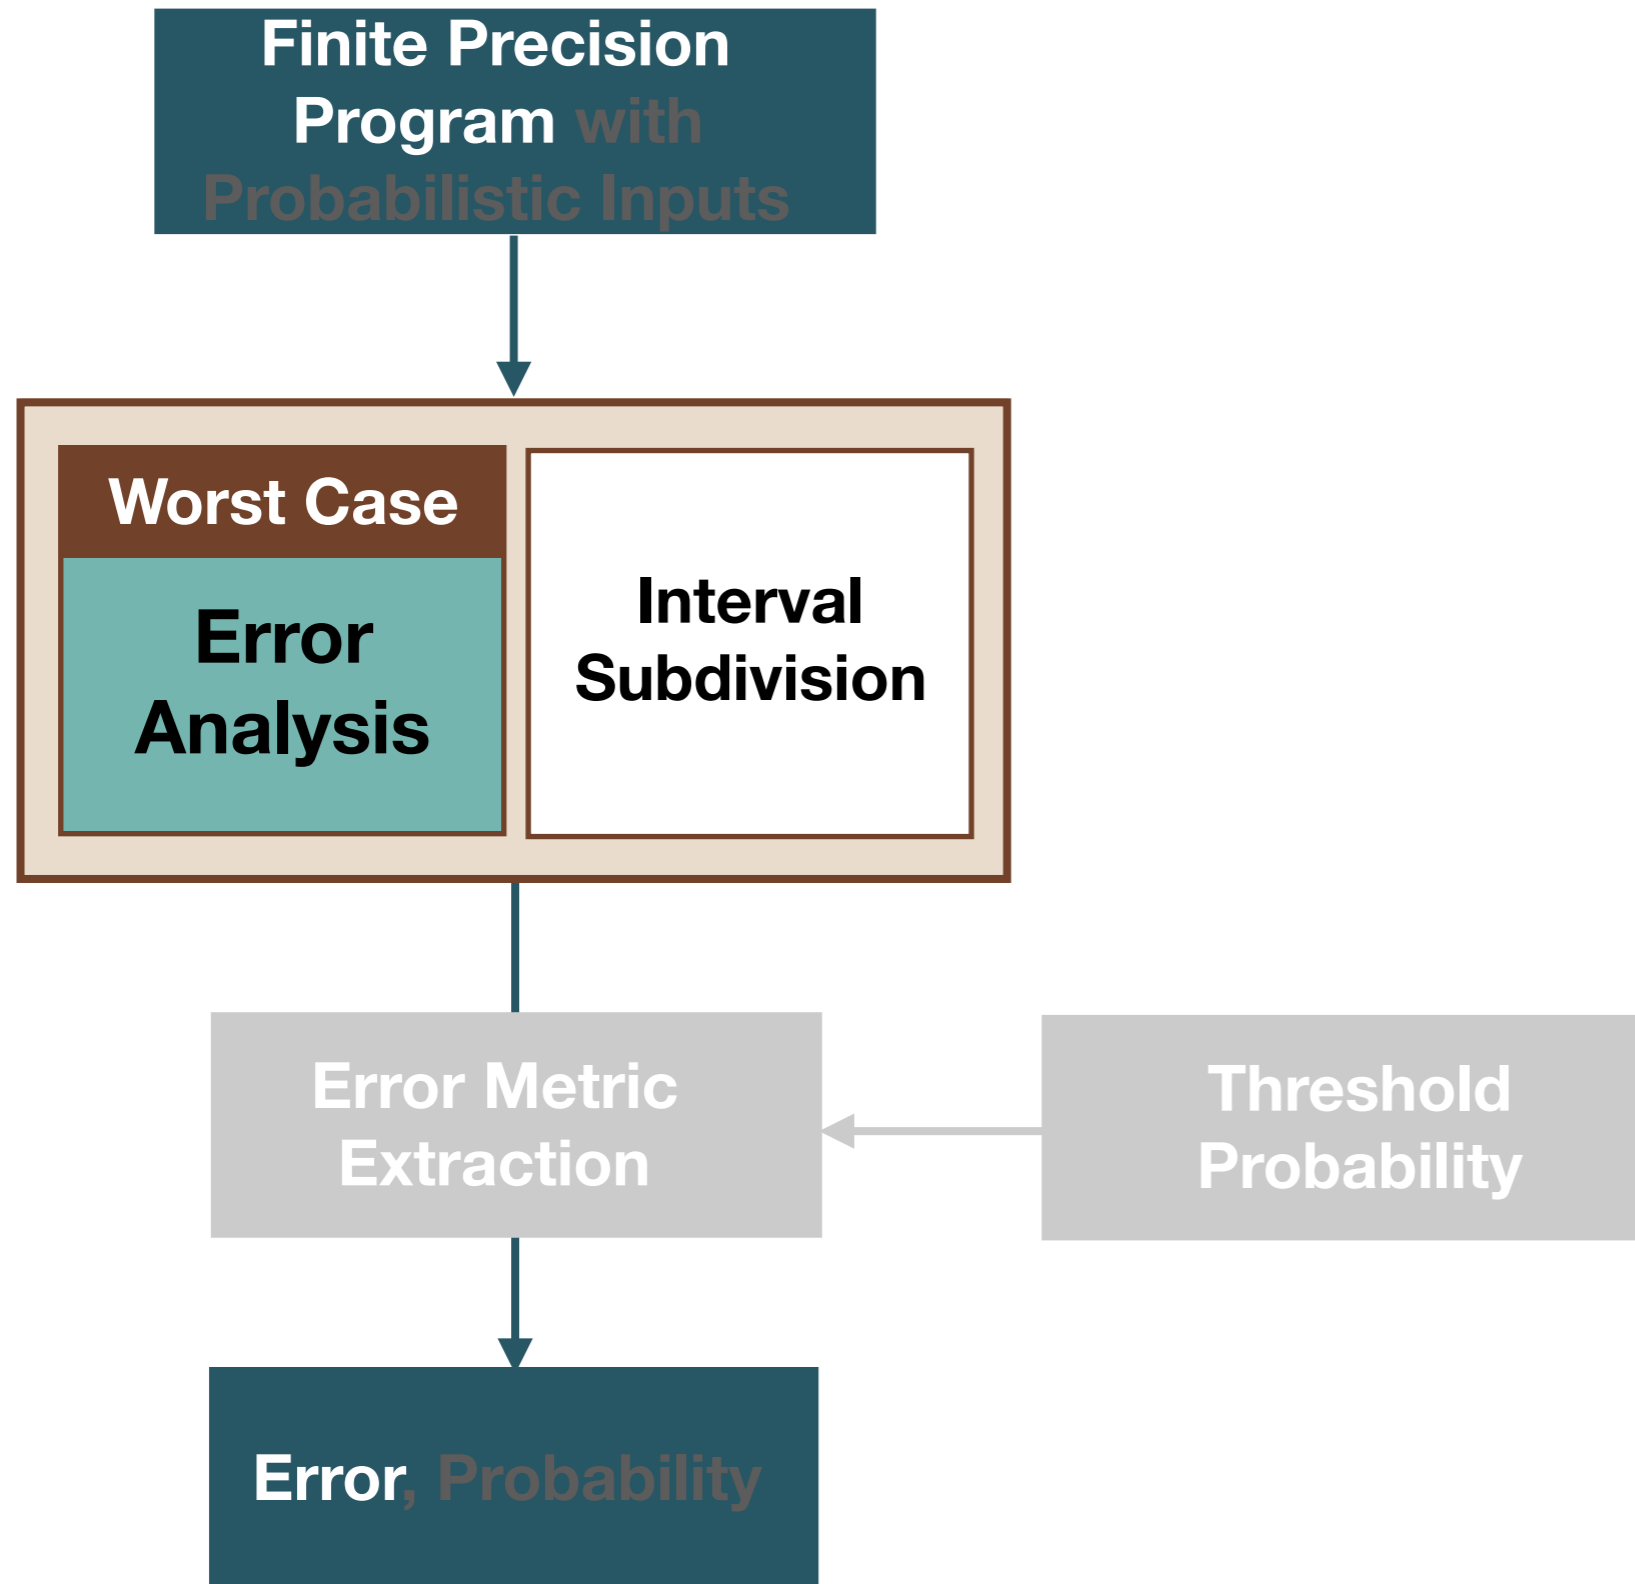 Finite Precision
Program with
Probabilistic Inputs
Worst Case
Error
Analysis
Interval
Subdivision
Error Metric
Extraction
Threshold
Probability
Error, Probability